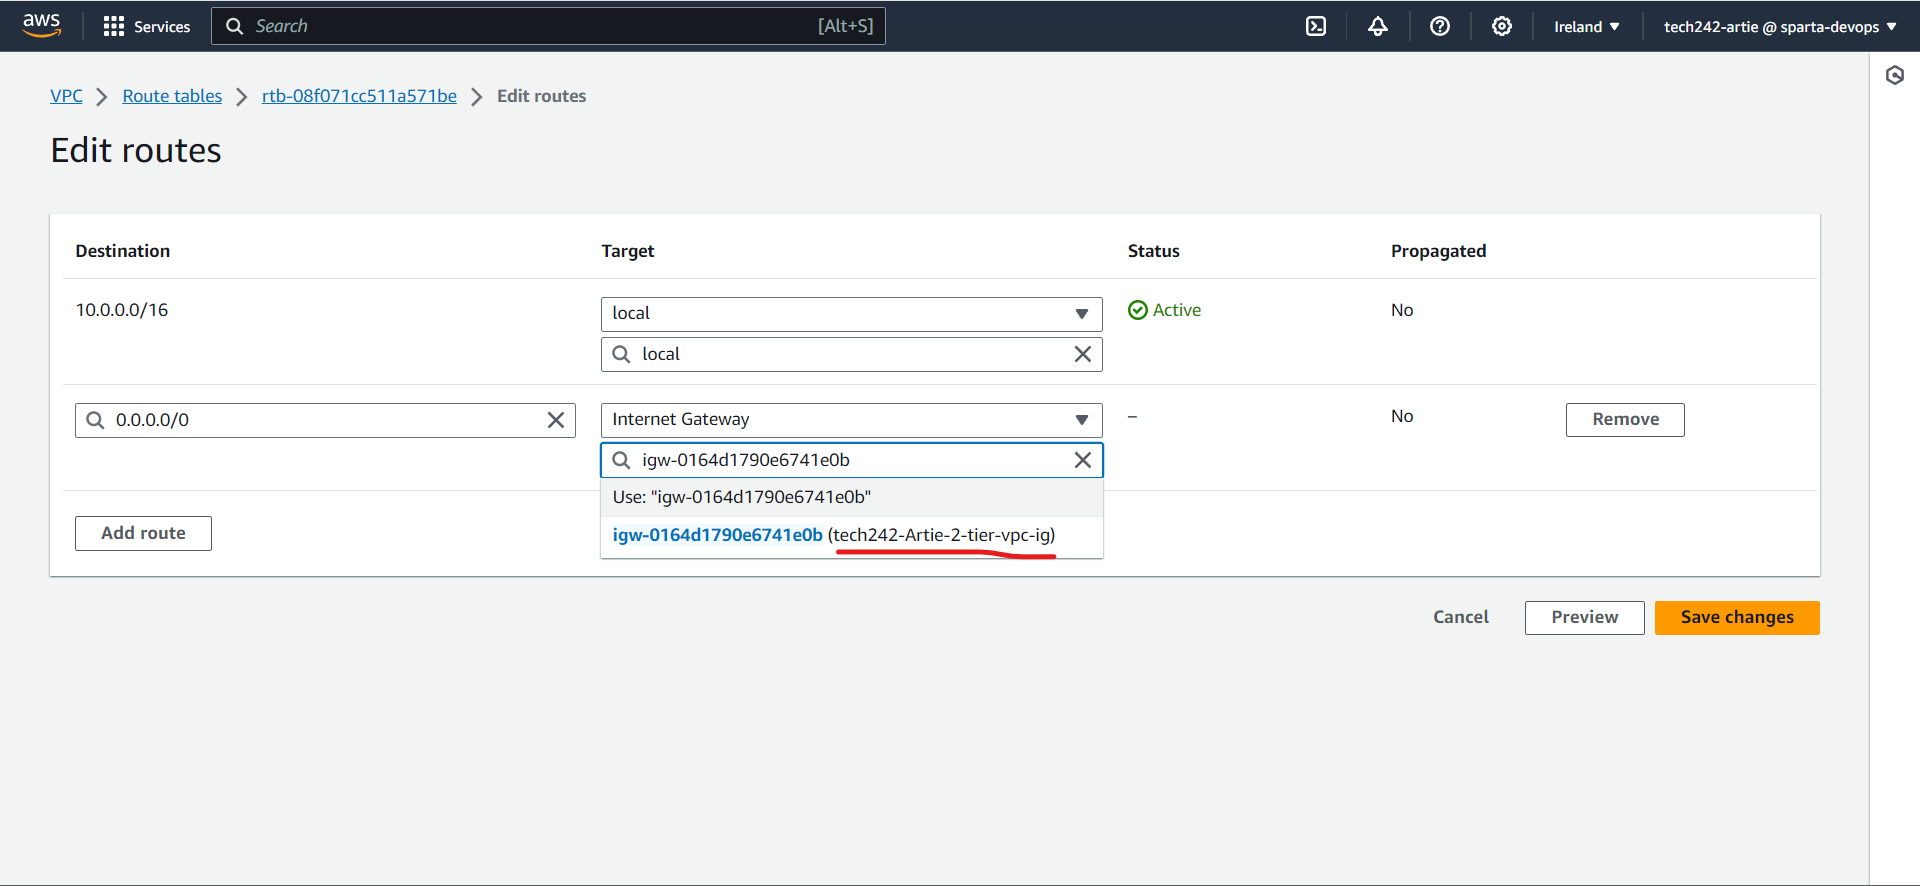 aws
Services
Search [Alt+S]
Ireland
tech242-artie @ sparta-devops
VPC Route tables rtb-08f071cc511a571be Edit routes
Edit routes
Destination Target Status Propagated
10.0.0.0/16 local Active No
local
0.0.0.0/0 Internet Gateway – No Remove
igw-0164d1790e6741e0b
Use: "igw-0164d1790e6741e0b"
igw-0164d1790e6741e0b (tech242-Artie-2-tier-vpc-ig)
Add route
Cancel Preview Save changes